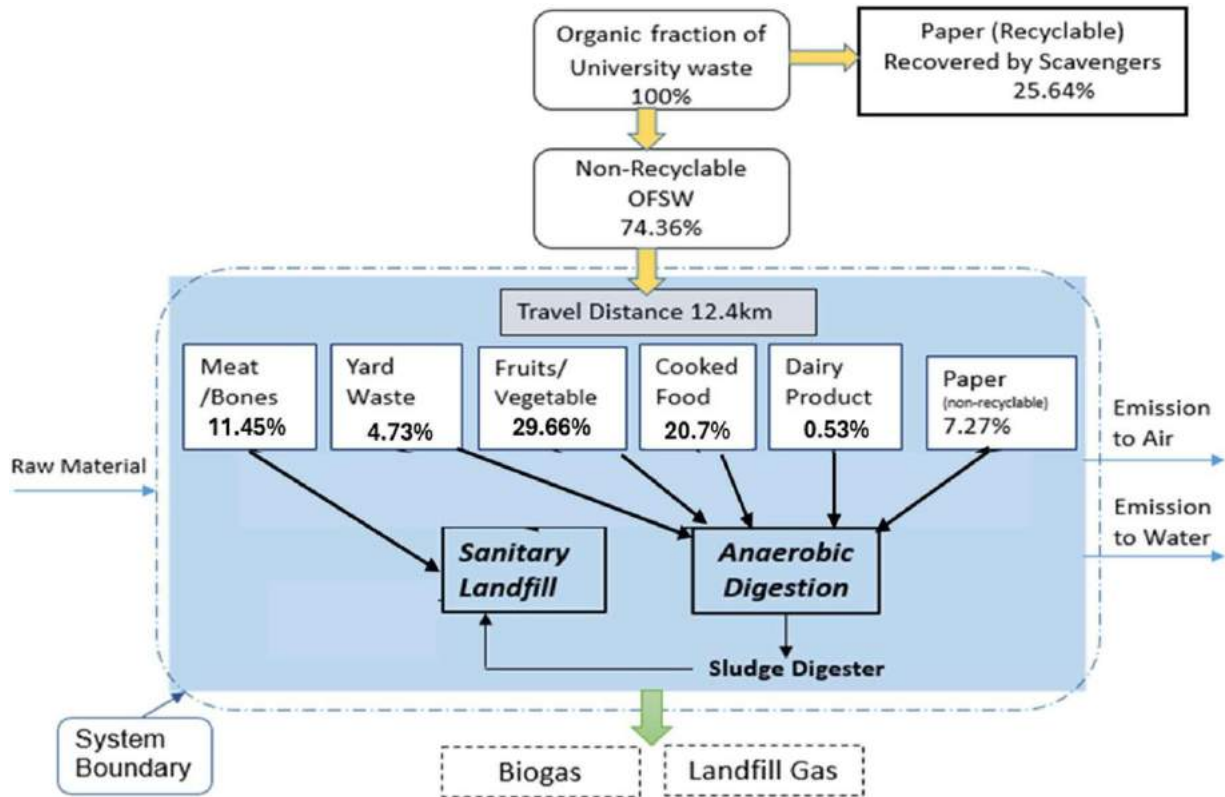 Organic fraction of
University waste
100%
Paper (Recyclable)
Recovered by Scavengers
25.64%
Non-Recyclable
OFSW
74.36%
Travel Distance 12.4km
Meat
/Bones
11.45%
Yard
Waste
4.73%
Fruits/
Vegetable
29.66%
Cooked
Food
20.7%
Dairy
Product
0.53%
Paper
(non-recyclable)
7.27%
Raw Material
Emission
to Air
Emission
to Water
Sanitary
Landfill
Anaerobic
Digestion
Sludge Digester
System
Boundary
Biogas
Landfill Gas